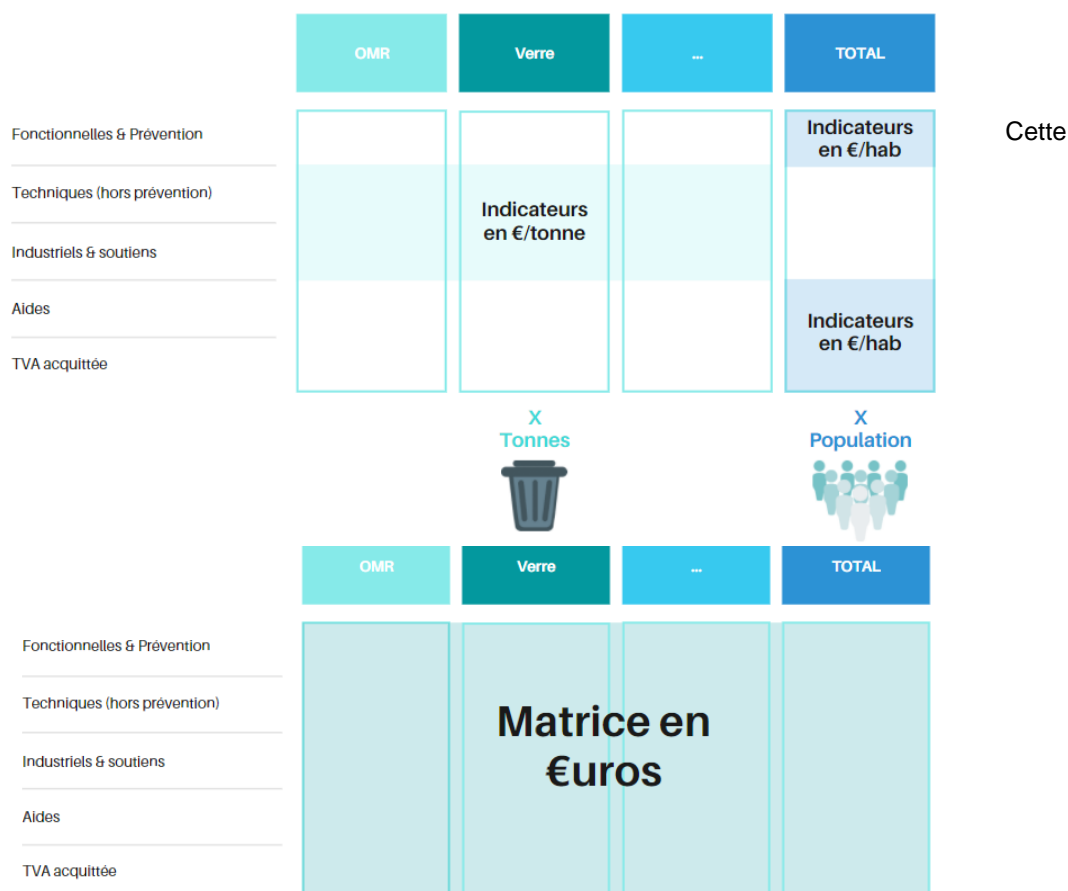 OMR Verre ... TOTAL
Fonctionnelles & Prévention
Indicateurs
en €/hab
Cette
Techniques (hors prévention)
Indicateurs
en €/tonne
Industriels & soutiens
Aides
Indicateurs
en €/hab
TVA acquittée
X
Tonnes
X
Population
OMR Verre ... TOTAL
Fonctionnelles & Prévention
Techniques (hors prévention)
Matrice en
€uros
Industriels & soutiens
Aides
TVA acquittée